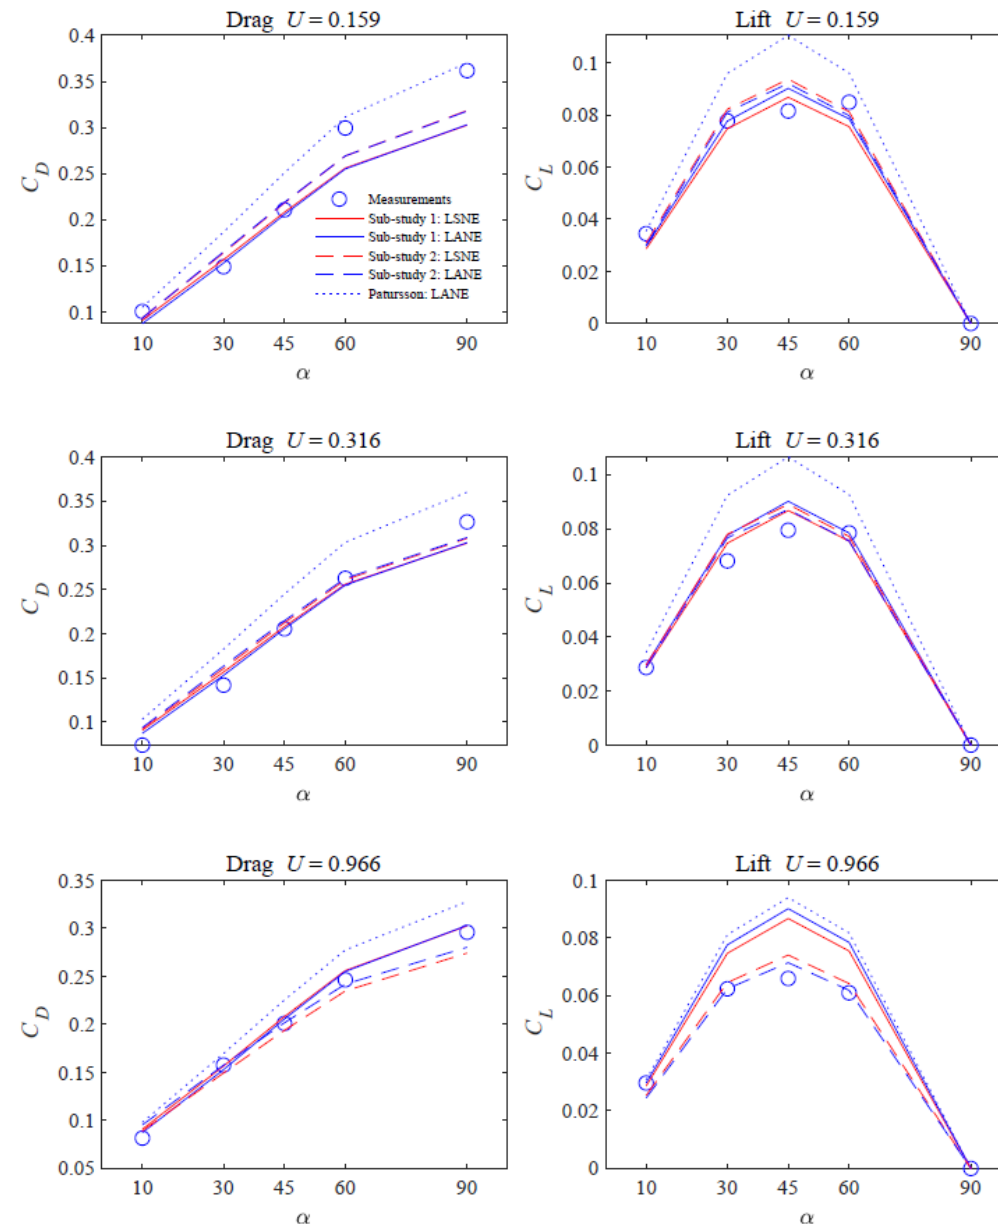 Drag U = 0.159
C_D
0.4
0.35
0.3
0.25
0.2
0.15
0.1
Measurements
Sub-study 1: LSNE
Sub-study 1: LANE
Sub-study 2: LSNE
Sub-study 2: LANE
Patursson: LANE
10 30 45 60 90
α
Lift U = 0.159
C_L
0.1
0.08
0.06
0.04
0.02
0
10 30 45 60 90
α
Drag U = 0.316
C_D
0.4
0.35
0.3
0.25
0.2
0.15
0.1
10 30 45 60 90
α
Lift U = 0.316
C_L
0.1
0.08
0.06
0.04
0.02
0
10 30 45 60 90
α
Drag U = 0.966
C_D
0.35
0.3
0.25
0.2
0.15
0.1
0.05
10 30 45 60 90
α
Lift U = 0.966
C_L
0.1
0.08
0.06
0.04
0.02
0
10 30 45 60 90
α